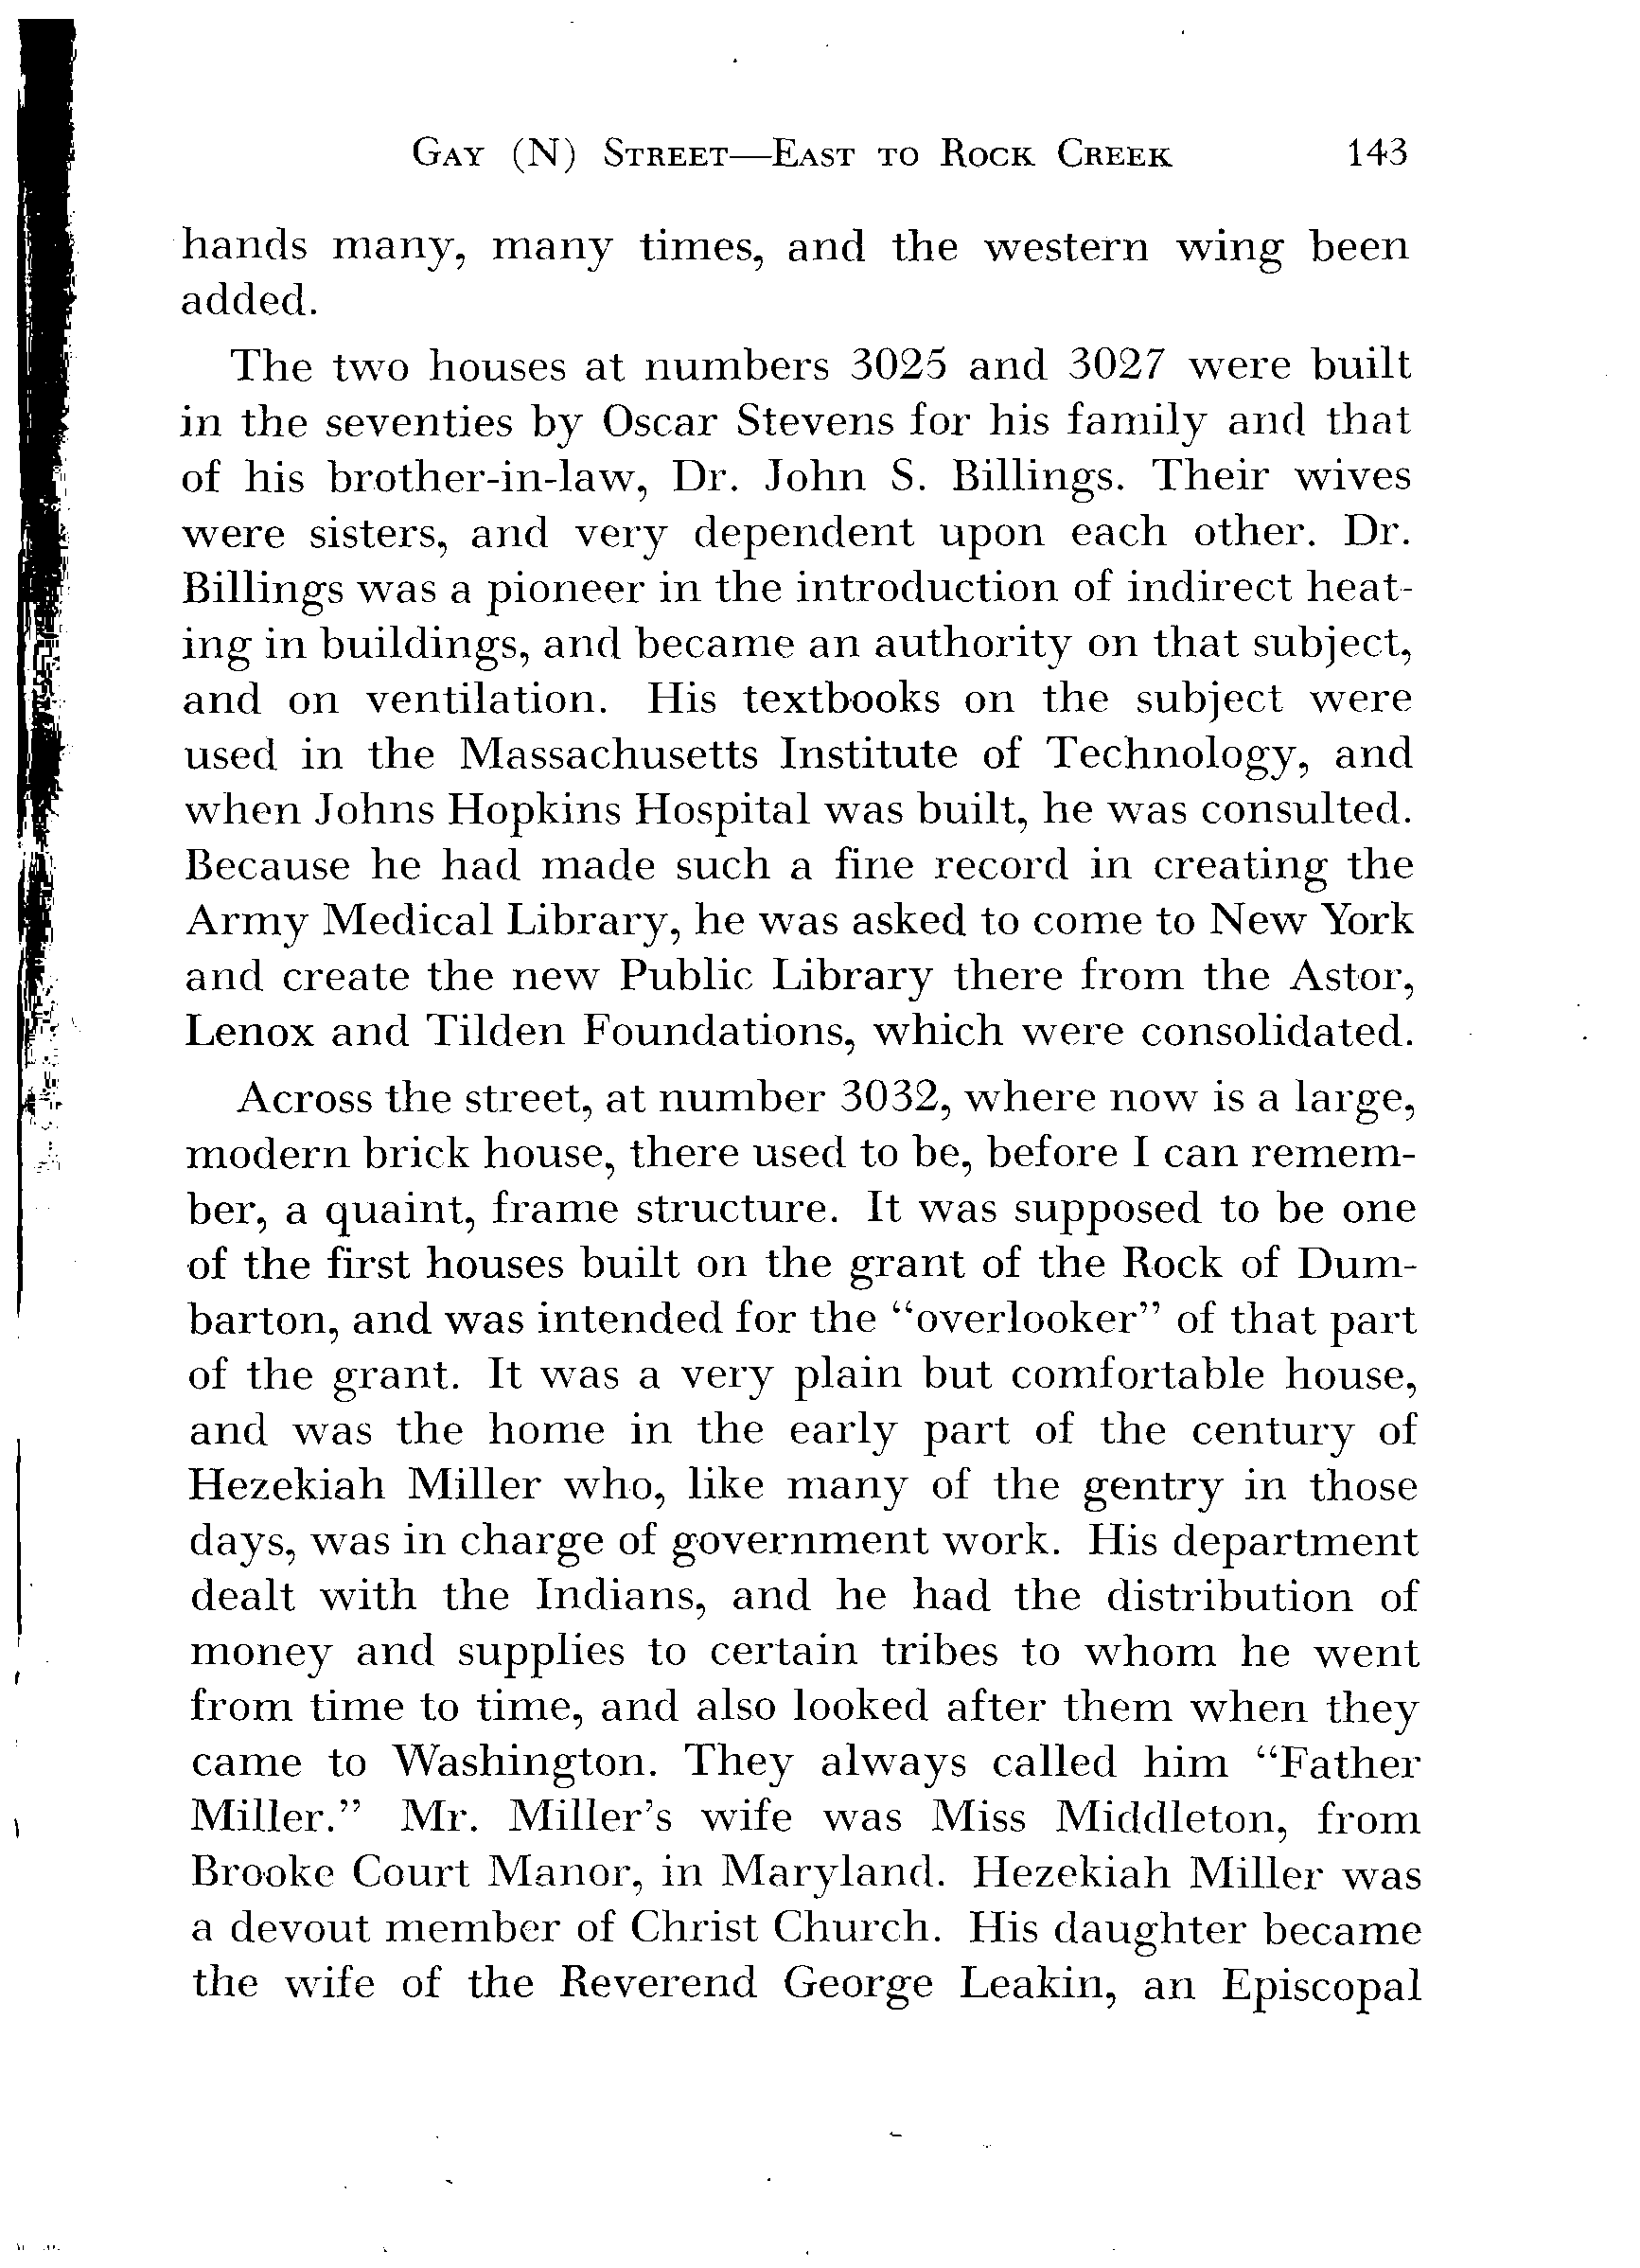 GAY (N) STREET—EAST TO ROCK CREEK 143
hands many, many times, and the western wing been
added.
The two houses at numbers 3025 and 3027 were built
in the seventies by Oscar Stevens for his family and that
of his brother-in-law, Dr. John S. Billings. Their wives
were sisters, and very dependent upon each other. Dr.
Billings was a pioneer in the introduction of indirect heat-
ing in buildings, and became an authority on that subject,
and on ventilation. His textbooks on the subject were
used in the Massachusetts Institute of Technology, and
when Johns Hopkins Hospital was built, he was consulted.
Because he had made such a fine record in creating the
Army Medical Library, he was asked to come to New York
and create the new Public Library there from the Astor,
Lenox and Tilden Foundations, which were consolidated.
Across the street, at number 3032, where now is a large,
modern brick house, there used to be, before I can remem-
ber, a quaint, frame structure. It was supposed to be one
of the first houses built on the grant of the Rock of Dum-
barton, and was intended for the “overlooker” of that part
of the grant. It was a very plain but comfortable house,
and was the home in the early part of the century of
Hezekiah Miller who, like many of the gentry in those
days, was in charge of government work. His department
dealt with the Indians, and he had the distribution of
money and supplies to certain tribes to whom he went
from time to time, and also looked after them when they
came to Washington. They always called him “Father
Miller.” Mr. Miller’s wife was Miss Middleton, from
Brooke Court Manor, in Maryland. Hezekiah Miller was
a devout member of Christ Church. His daughter became
the wife of the Reverend George Leakin, an Episcopal